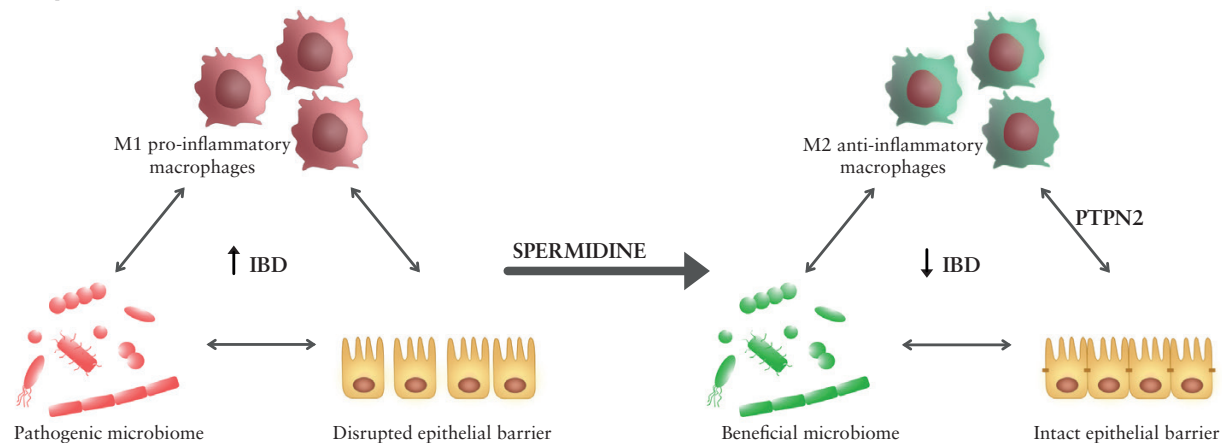 M1 pro-inflammatory
macrophages
M2 anti-inflammatory
macrophages
PTPN2
IBD
SPERMIDINE
IBD
Pathogenic microbiome
Disrupted epithelial barrier
Beneficial microbiome
Intact epithelial barrier